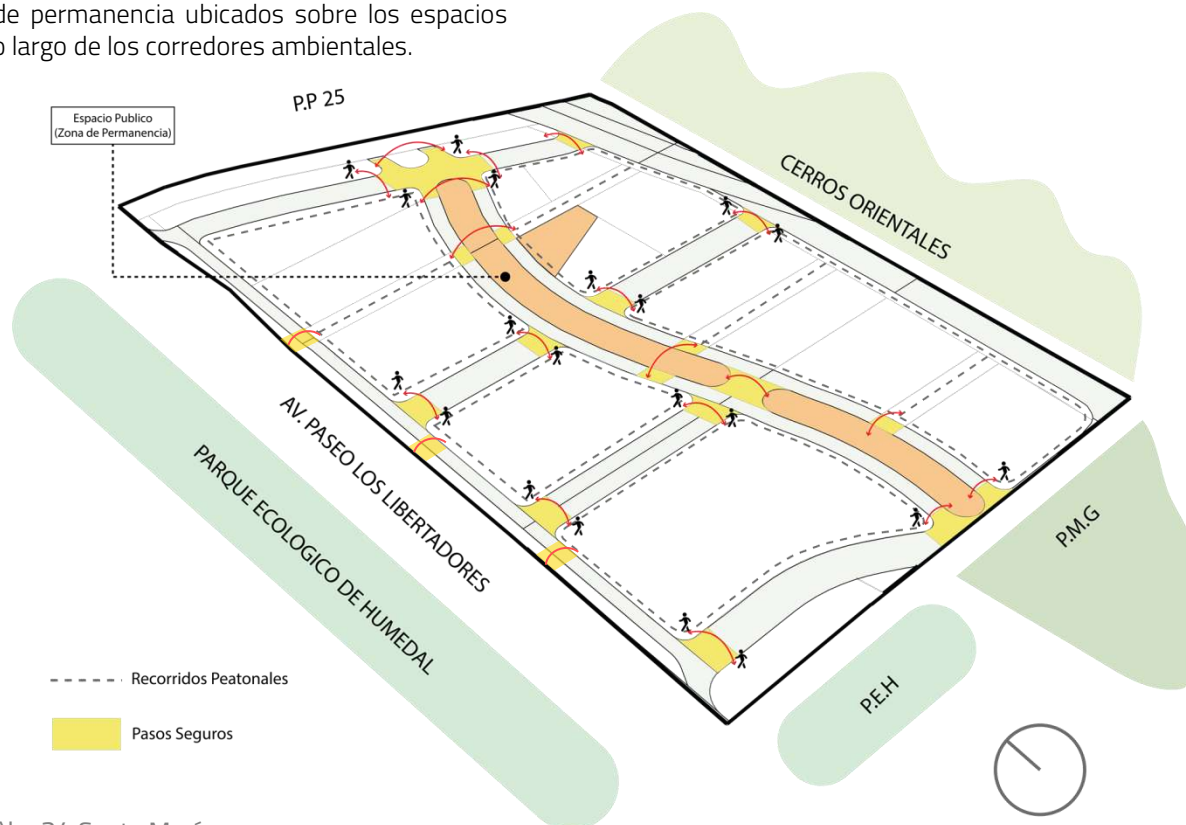 de permanencia ubicados sobre los espacios
o largo de los corredores ambientales.
P.P 25
Espacio Publico
(Zona de Permanencia)
CERROS ORIENTALES
AV. PASEO LOS LIBERTADORES
PARQUE ECOLOGICO DE HUMEDAL
P.M.G
P.E.H
Recorridos Peatonales
Pasos Seguros